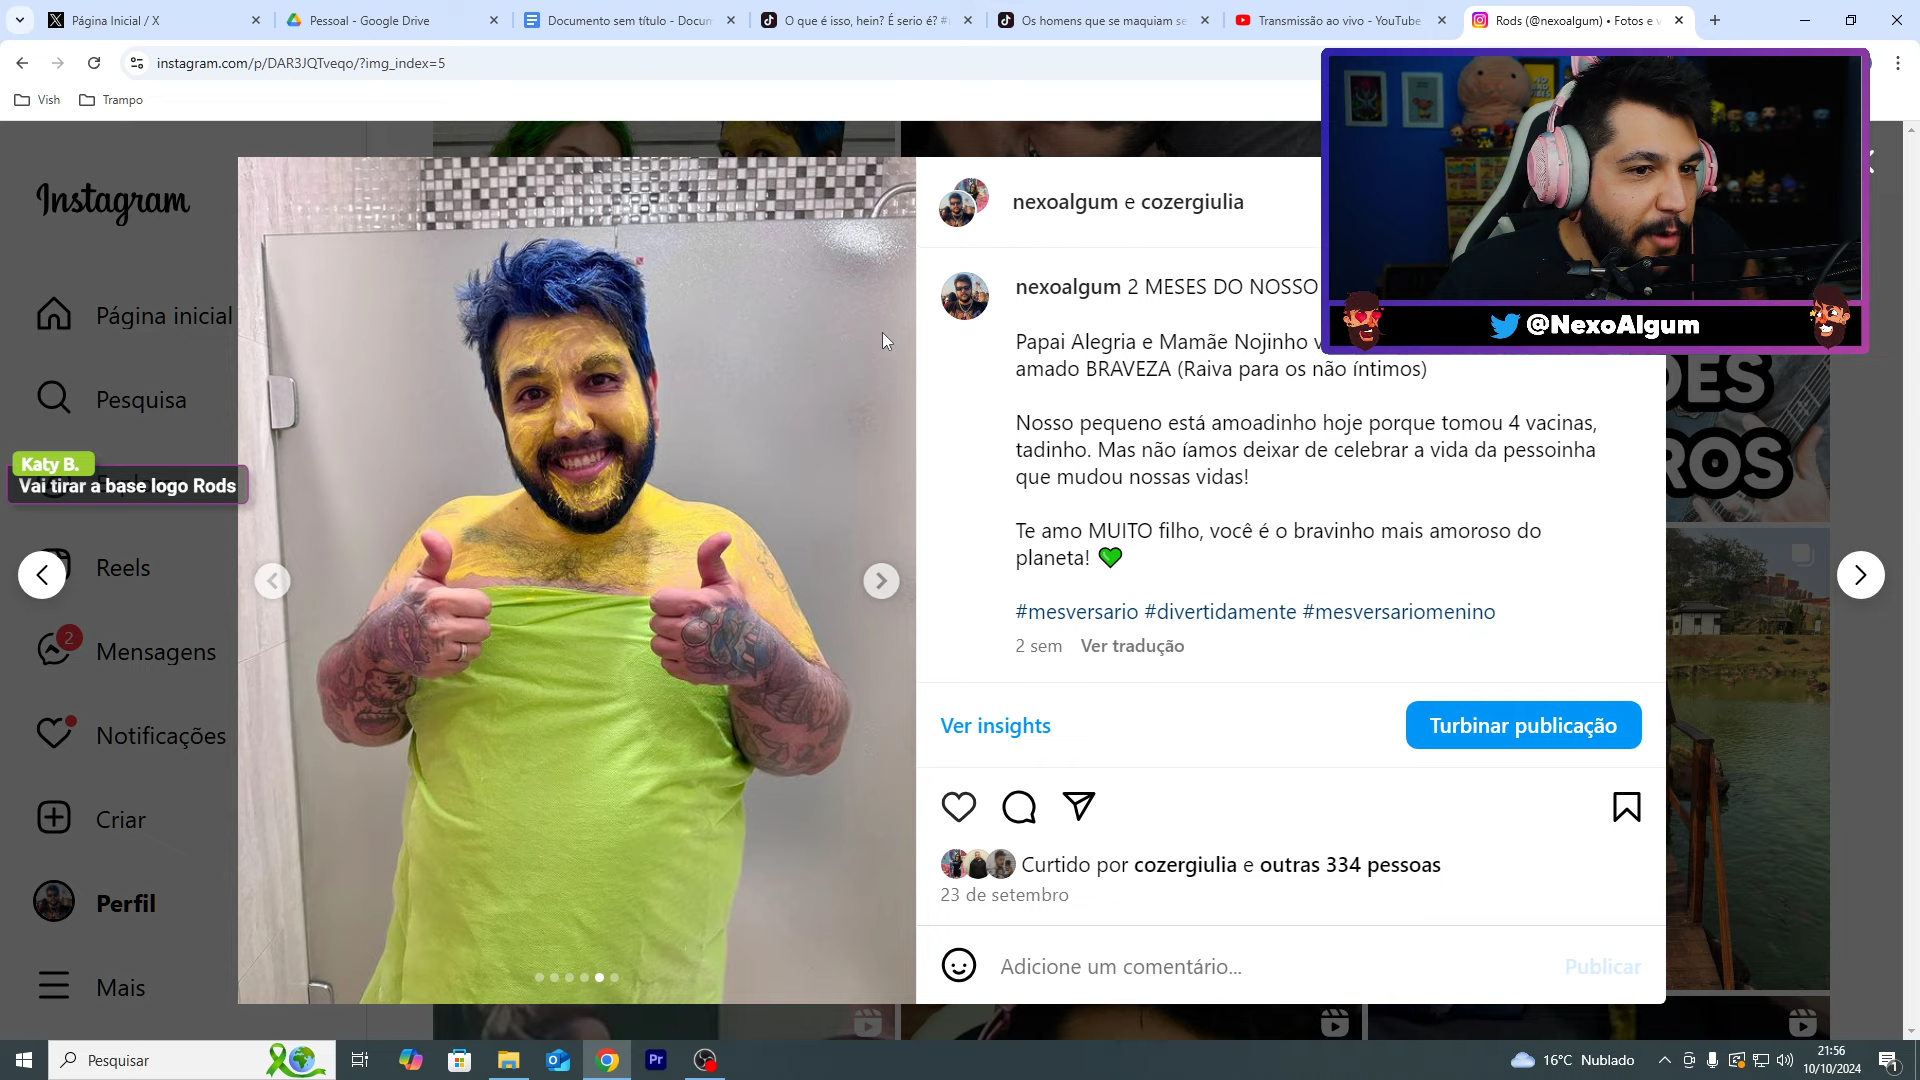 Página Inicial / X
Pessoal - Google Drive
Documento sem título - Docum
O que é isso, hein? É serio é? #
Os homens que se maquiam se
Transmissão ao vivo - YouTube
Rods (@nexoalgum) • Fotos e v
instagram.com/p/DAR3JQTveqo/?img_index=5
Vish
Trampo
Instagram
Página inicial
Pesquisa
Katy B.
Vai tirar a base logo Rods
Reels
2
Mensagens
Notificações
Criar
Perfil
Mais
nexoalgum e cozergiulia
nexoalgum 2 MESES DO NOSSO
Papai Alegria e Mamãe Nojinho v
amado BRAVEZA (Raiva para os não íntimos)
Nosso pequeno está amoadinho hoje porque tomou 4 vacinas,
tadinho. Mas não íamos deixar de celebrar a vida da pessoinha
que mudou nossas vidas!
Te amo MUITO filho, você é o bravinho mais amoroso do
planeta! 💚
#mesversario #divertidamente #mesversariomenino
2 sem Ver tradução
Ver insights
Turbinar publicação
Curtido por cozergiulia e outras 334 pessoas
23 de setembro
Adicione um comentário...
Publicar
@NexoAlgum
DES
ROS
Pesquisar
Pr
16°C Nublado
21:56
10/10/2024
1